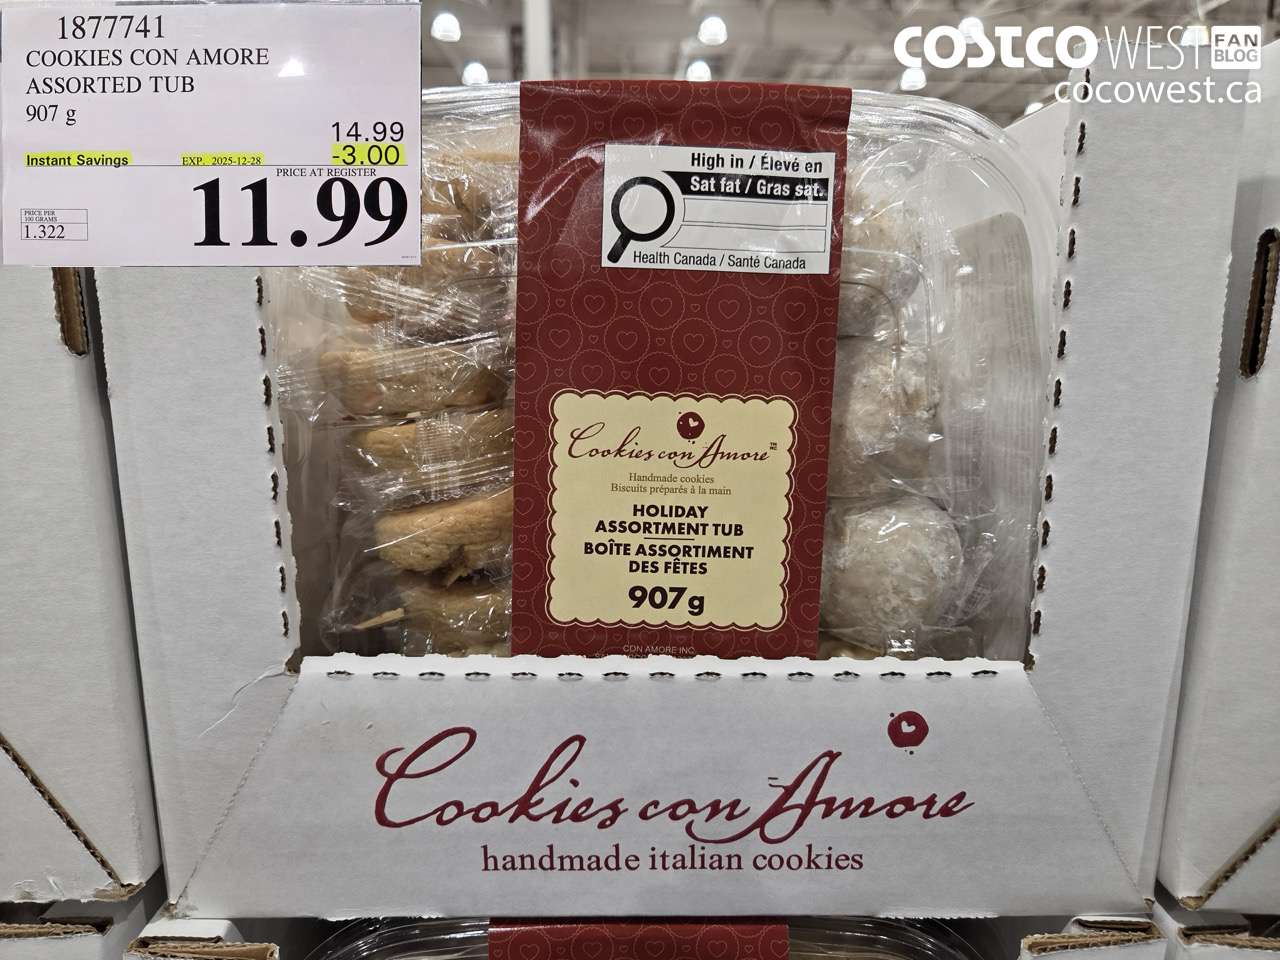 1877741
COOKIES CON AMORE
ASSORTED TUB
907 g
14.99
Instant Savings EXP. 2025-12-28 -3.00
PRICE AT REGISTER
11.99
PRICE PER
100 GRAMS
1.322
COSTCO WEST FAN BLOG
cocowest.ca
High in / Élevé en
Sat fat / Gras sat.
Health Canada / Santé Canada
Cookies con Amore TM MC
Handmade cookies
Biscuits préparés à la main
HOLIDAY
ASSORTMENT TUB
BOÎTE ASSORTIMENT
DES FÊTES
907g
CON AMORE INC
Cookies con Amore
handmade italian cookies